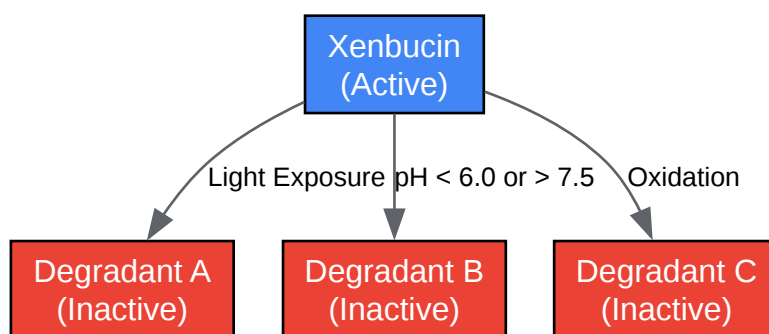 Xenbucin
(Active)
Light Exposure
pH < 6.0 or > 7.5
Oxidation
Degradant A
(Inactive)
Degradant B
(Inactive)
Degradant C
(Inactive)